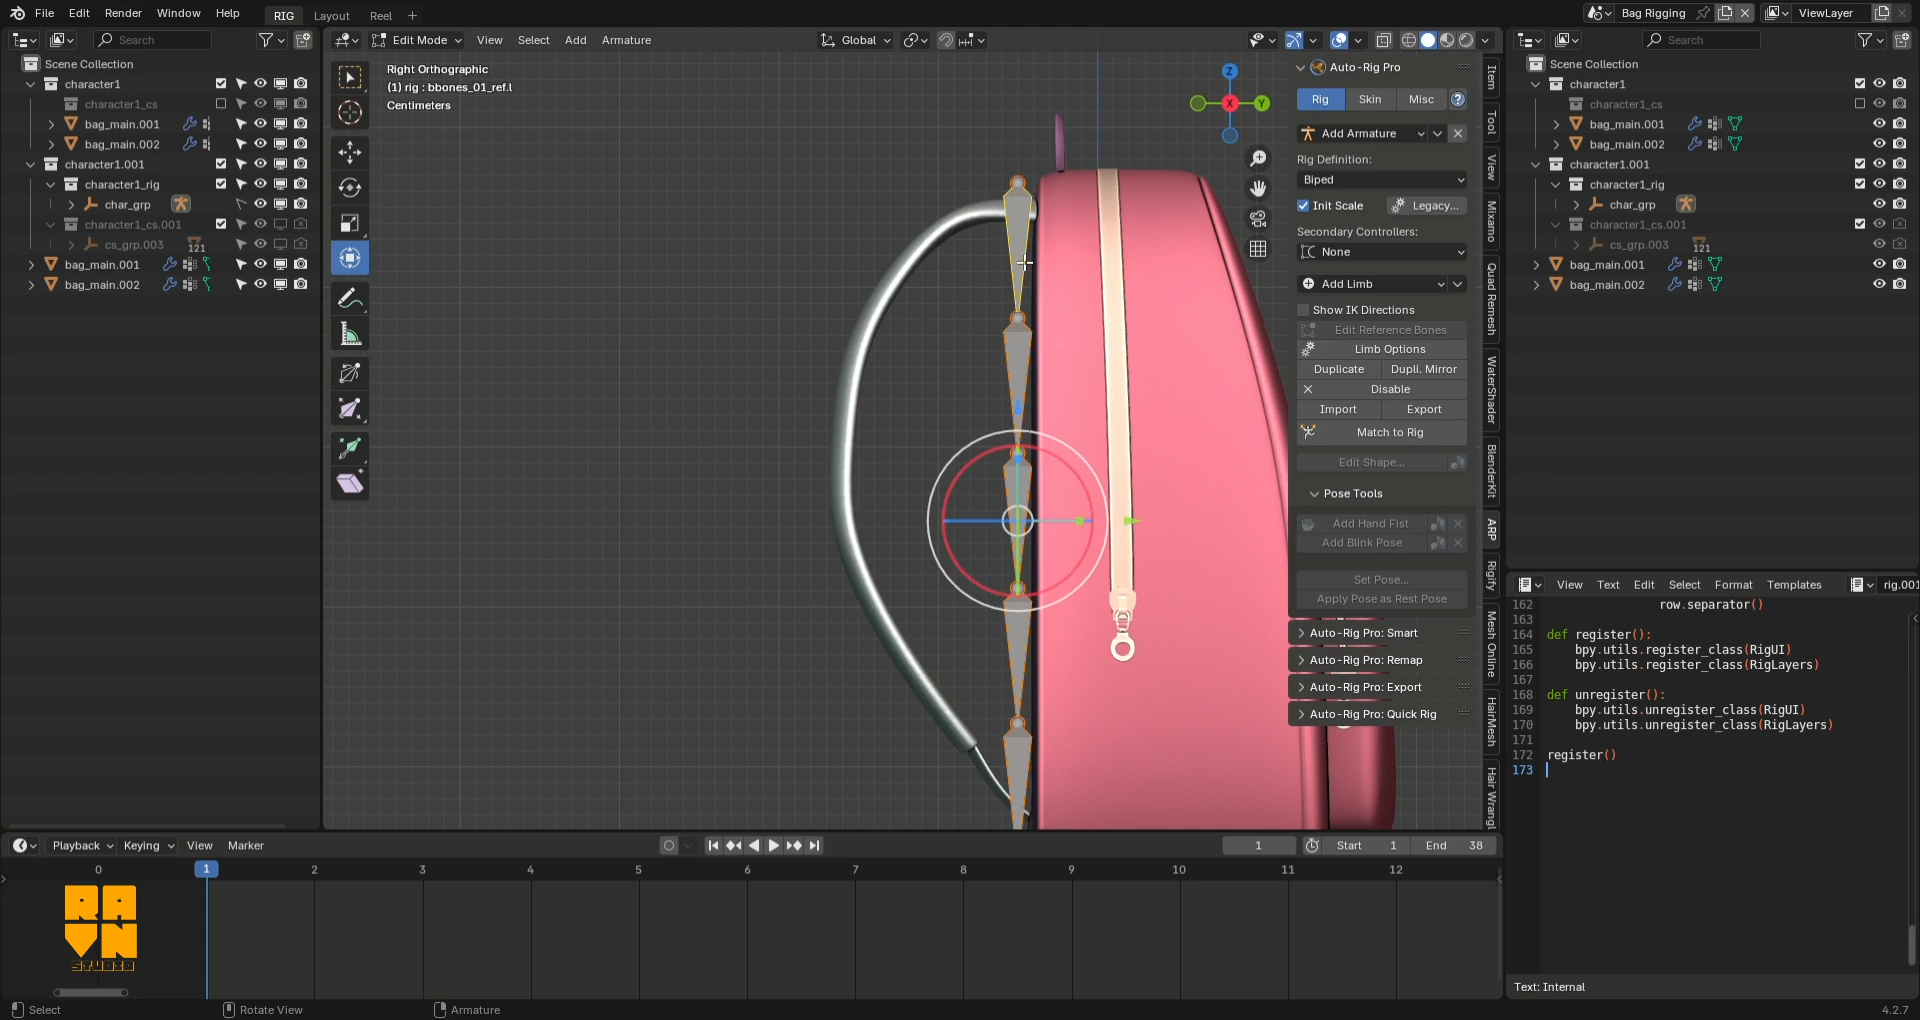 File Edit Render Window Help RIG Layout Reel Bag Rigging ViewLayer
Search Edit Mode View Select Add Armature Global Search
Scene Collection
character1
character1_cs
bag_main.001
bag_main.002
character1.001
character1_rig
char_grp
character1_cs.001
cs_grp.003 121
bag_main.001
bag_main.002
Right Orthographic
(1) rig : bbones_01_ref.l
Centimeters
Z
X
Y
Auto-Rig Pro
Rig Skin Misc ?
Add Armature
Rig Definition:
Biped
Init Scale Legacy...
Secondary Controllers:
None
Add Limb
Show IK Directions
Edit Reference Bones
Limb Options
Duplicate Dupli. Mirror
Disable
Import Export
Match to Rig
Edit Shape...
Pose Tools
Add Hand Fist
Add Blink Pose
Set Pose...
Apply Pose as Rest Pose
Auto-Rig Pro: Smart
Auto-Rig Pro: Remap
Auto-Rig Pro: Export
Auto-Rig Pro: Quick Rig
Item
Tool
View
Mixamo
Quad Remesh
WaterShader
BlenderKit
ARP
Rigify
Mesh Online
HairMesh
Hair Wrangl
Scene Collection
character1
character1_cs
bag_main.001
bag_main.002
character1.001
character1_rig
char_grp
character1_cs.001
cs_grp.003 121
bag_main.001
bag_main.002
View Text Edit Select Format Templates rig.001
162 row.separator()
163
164 def register():
165 bpy.utils.register_class(RigUI)
166 bpy.utils.register_class(RigLayers)
167
168 def unregister():
169 bpy.utils.unregister_class(RigUI)
170 bpy.utils.unregister_class(RigLayers)
171
172 register()
173
Text: Internal
Playback Keying View Marker 1 Start 1 End 38
0 1 2 3 4 5 6 7 8 9 10 11 12
RA
VN
STUDIO
Select Rotate View Armature 4.2.7